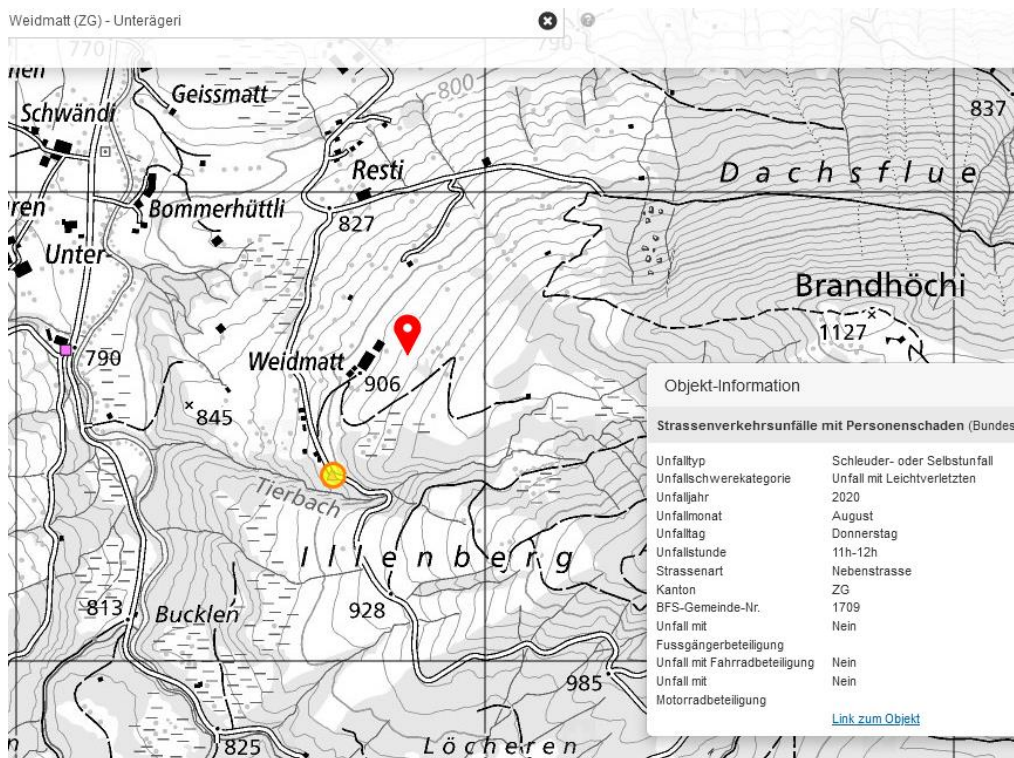 Weidmatt (ZG) - Unterägeri
770
790
800
Geissmatt
837
Schwändi
Resti
Dachsflue
Bommerhüttli
827
Unter-
Brandhöchi
1127
790
Weidmatt
906
845
Tierbach
Illenberg
928
813
Bucklen
985
825
Löcheren
Objekt-Information
Strassenverkehrsunfälle mit Personenschaden (Bundes
Unfalltyp Schleuder- oder Selbstunfall
Unfallschwerekategorie Unfall mit Leichtverletzten
Unfalljahr 2020
Unfallmonat August
Unfalltag Donnerstag
Unfallstunde 11h-12h
Strassenart Nebenstrasse
Kanton ZG
BFS-Gemeinde-Nr. 1709
Unfall mit Nein
Fussgängerbeteiligung
Unfall mit Fahrradbeteiligung Nein
Unfall mit Nein
Motorradbeteiligung
Link zum Objekt